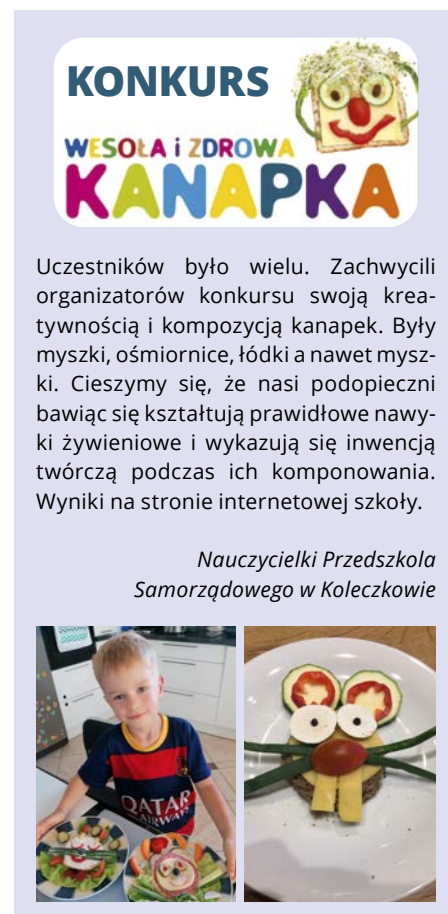 KONKURS
WESOŁA i ZDROWA
KANAPKA
Uczestników było wielu. Zachwycili
organizatorów konkursu swoją krea-
tywnością i kompozycją kanapek. Były
myszki, ośmiornice, łódki a nawet mysz-
ki. Cieszymy się, że nasi podopieczni
bawiąc się kształtują prawidłowe nawy-
ki żywieniowe i wykazują się inwencją
twórczą podczas ich komponowania.
Wyniki na stronie internetowej szkoły.
Nauczycielki Przedszkola
Samorządowego w Koleczkowie
QATAR
AIRWAYS